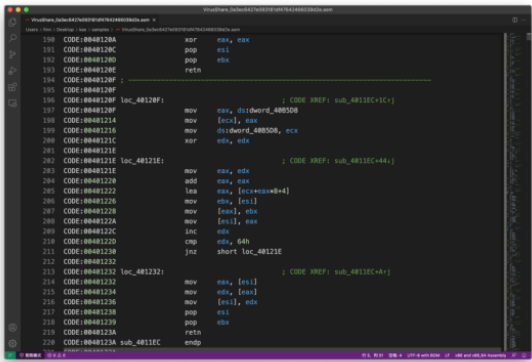 190 CODE:0040120A xor eax, eax
191 CODE:0040120C pop esi
192 CODE:0040120D pop ebx
193 CODE:0040120E retn
194 CODE:0040120F ;
195 CODE:0040120F
196 CODE:0040120F loc_40120F: ; CODE XREF: sub_4011EC+1C↑j
197 CODE:0040120F mov eax, ds:dword_40B5D8
198 CODE:00401214 mov [ecx], eax
199 CODE:00401216 mov ds:dword_40B5D8, ecx
200 CODE:0040121C xor edx, edx
201 CODE:0040121E
202 CODE:0040121E loc_40121E: ; CODE XREF: sub_4011EC+44↓j
203 CODE:0040121E mov eax, edx
204 CODE:00401220 add eax, eax
205 CODE:00401222 lea eax, [ecx+eax*8+4]
206 CODE:00401226 mov ebx, [esi]
207 CODE:00401228 mov [eax], ebx
208 CODE:0040122A mov [esi], eax
209 CODE:0040122C inc edx
210 CODE:0040122D cmp edx, 64h
211 CODE:00401230 jnz short loc_40121E
212 CODE:00401232
213 CODE:00401232 loc_401232: ; CODE XREF: sub_4011EC+A↑j
214 CODE:00401232 mov eax, [esi]
215 CODE:00401234 mov edx, [eax]
216 CODE:00401236 mov [esi], edx
217 CODE:00401238 pop esi
218 CODE:00401239 pop ebx
219 CODE:0040123A retn
220 CODE:0040123A sub_4011EC endp